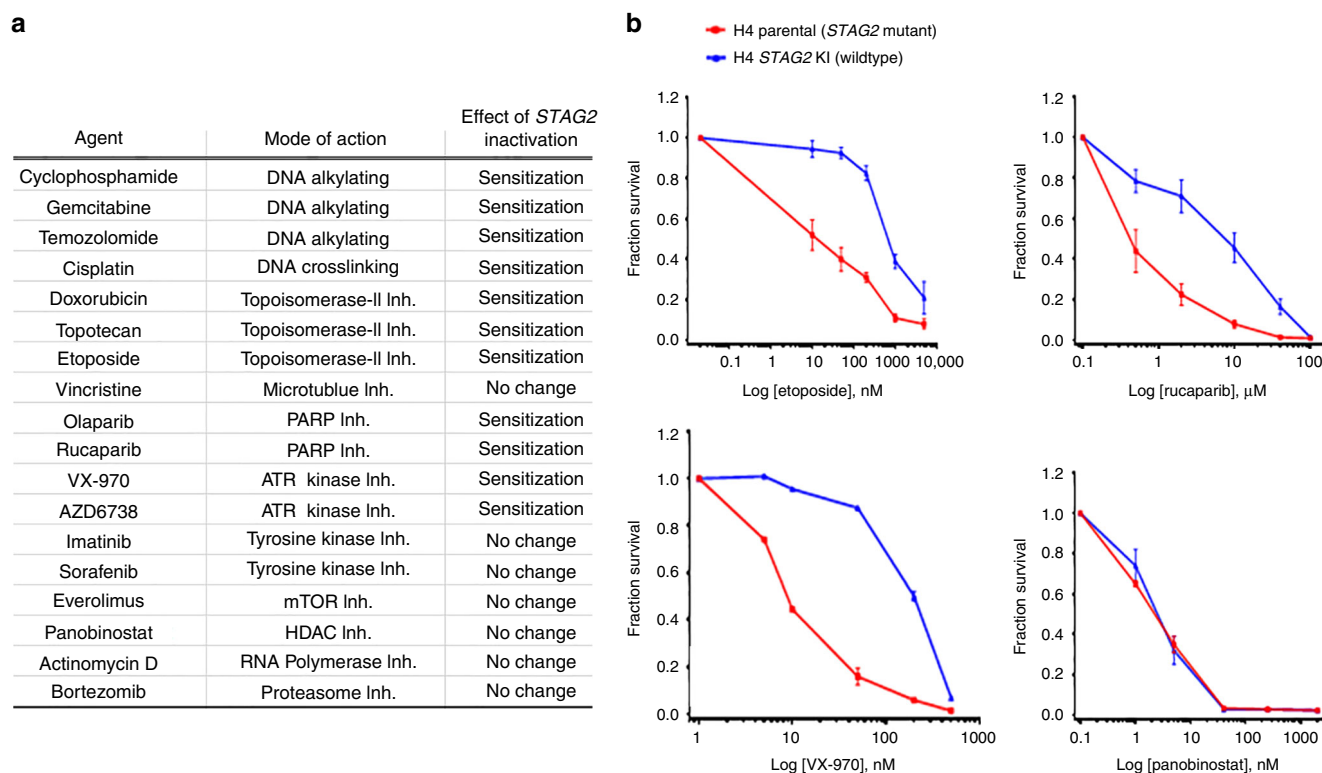 a
Agent Mode of action Effect of STAG2 inactivation
Cyclophosphamide DNA alkylating Sensitization
Gemcitabine DNA alkylating Sensitization
Temozolomide DNA alkylating Sensitization
Cisplatin DNA crosslinking Sensitization
Doxorubicin Topoisomerase-II Inh. Sensitization
Topotecan Topoisomerase-II Inh. Sensitization
Etoposide Topoisomerase-II Inh. Sensitization
Vincristine Microtublue Inh. No change
Olaparib PARP Inh. Sensitization
Rucaparib PARP Inh. Sensitization
VX-970 ATR kinase Inh. Sensitization
AZD6738 ATR kinase Inh. Sensitization
Imatinib Tyrosine kinase Inh. No change
Sorafenib Tyrosine kinase Inh. No change
Everolimus mTOR Inh. No change
Panobinostat HDAC Inh. No change
Actinomycin D RNA Polymerase Inh. No change
Bortezomib Proteasome Inh. No change
b
H4 parental (STAG2 mutant)
H4 STAG2 KI (wildtype)
Fraction survival
1.2
1.0
0.8
0.6
0.4
0.2
0.0
0.1 1 10 100 1000 5000 10,000
Log [etoposide], nM
Fraction survival
1.2
1.0
0.8
0.6
0.4
0.2
0.0
0.1 1 10 100
Log [rucaparib], μM
Fraction survival
1.2
1.0
0.8
0.6
0.4
0.2
0.0
1 10 100 1000
Log [VX-970], nM
Fraction survival
1.2
1.0
0.8
0.6
0.4
0.2
0.0
0.1 1 10 100 1000
Log [panobinostat], nM